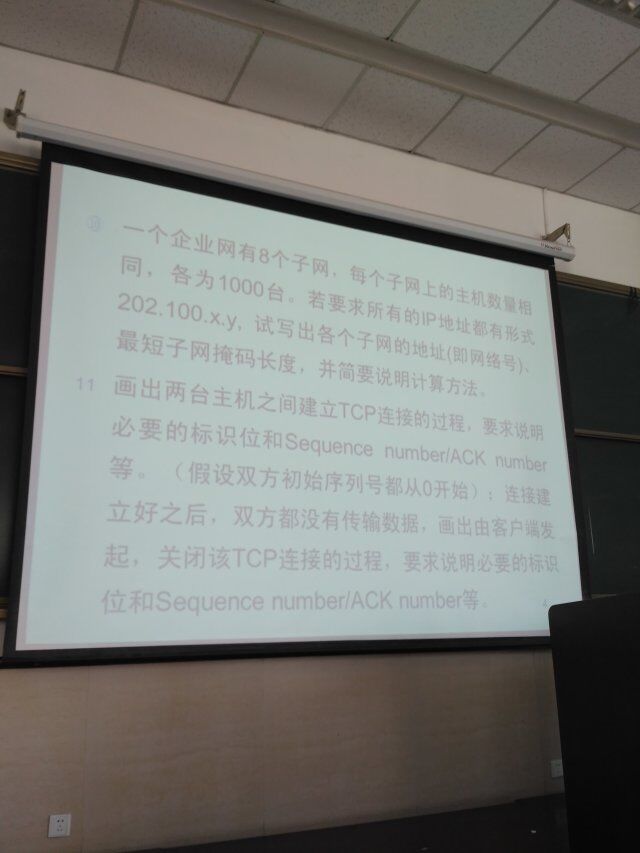 ⑩ 一个企业网有8个子网，每个子网上的主机数量相
同，各为1000台。若要求所有的IP地址都有形式
202.100.x.y, 试写出各个子网的地址(即网络号)、
最短子网掩码长度，并简要说明计算方法。
11 画出两台主机之间建立TCP连接的过程，要求说明
必要的标识位和Sequence number/ACK number
等。（假设双方初始序列号都从0开始）；连接建
立好之后，双方都没有传输数据，画出由客户端发
起，关闭该TCP连接的过程，要求说明必要的标识
位和Sequence number/ACK number等。